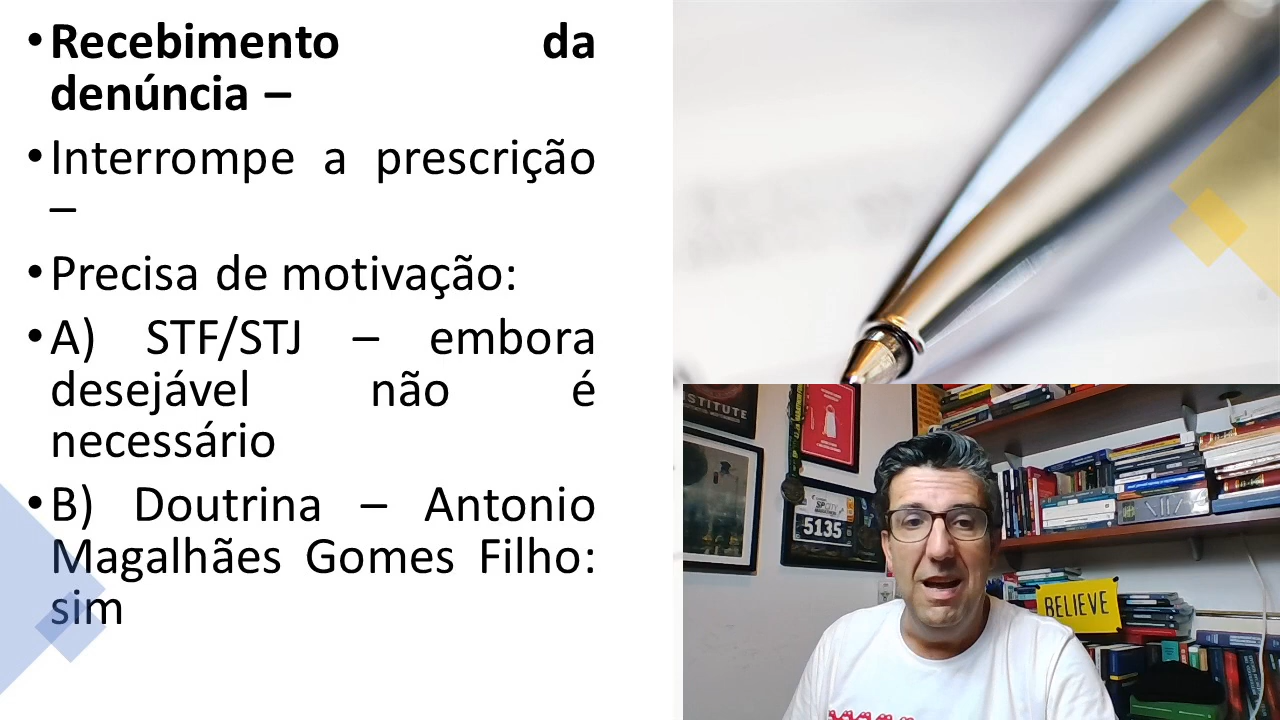 • Recebimento da
denúncia –
• Interrompe a prescrição
–
• Precisa de motivação:
• A) STF/STJ – embora
desejável não é
necessário
• B) Doutrina – Antonio
Magalhães Gomes Filho:
sim
5135
BELIEVE